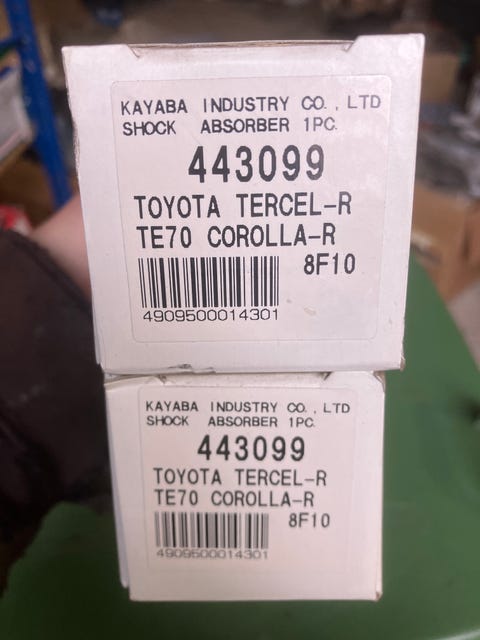 KAYABA INDUSTRY CO., LTD
SHOCK ABSORBER 1PC.
443099
TOYOTA TERCEL-R
TE70 COROLLA-R
8F10
4909500014301
KAYABA INDUSTRY CO., LTD
SHOCK ABSORBER 1PC.
443099
TOYOTA TERCEL-R
TE70 COROLLA-R
8F10
4909500014301